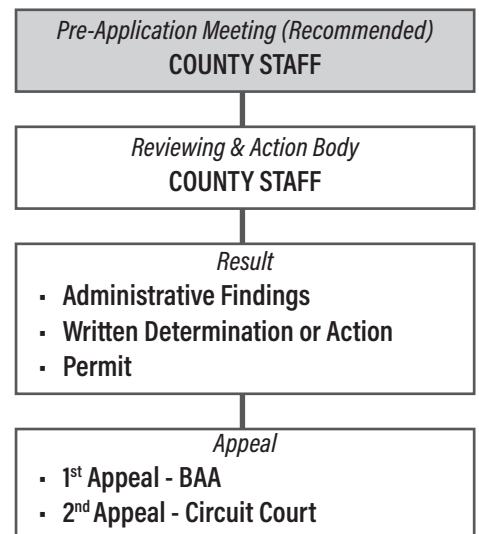 Pre-Application Meeting (Recommended)
COUNTY STAFF
Reviewing & Action Body
COUNTY STAFF
Result
▪ Administrative Findings
▪ Written Determination or Action
▪ Permit
Appeal
▪ 1st Appeal - BAA
▪ 2nd Appeal - Circuit Court